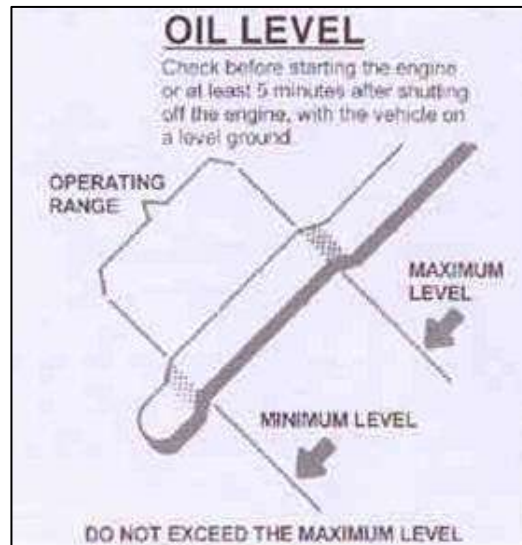 OIL LEVEL
Check before starting the engine
or at least 5 minutes after shutting
off the engine, with the vehicle on
a level ground.
OPERATING
RANGE
MAXIMUM
LEVEL
MINIMUM LEVEL
DO NOT EXCEED THE MAXIMUM LEVEL